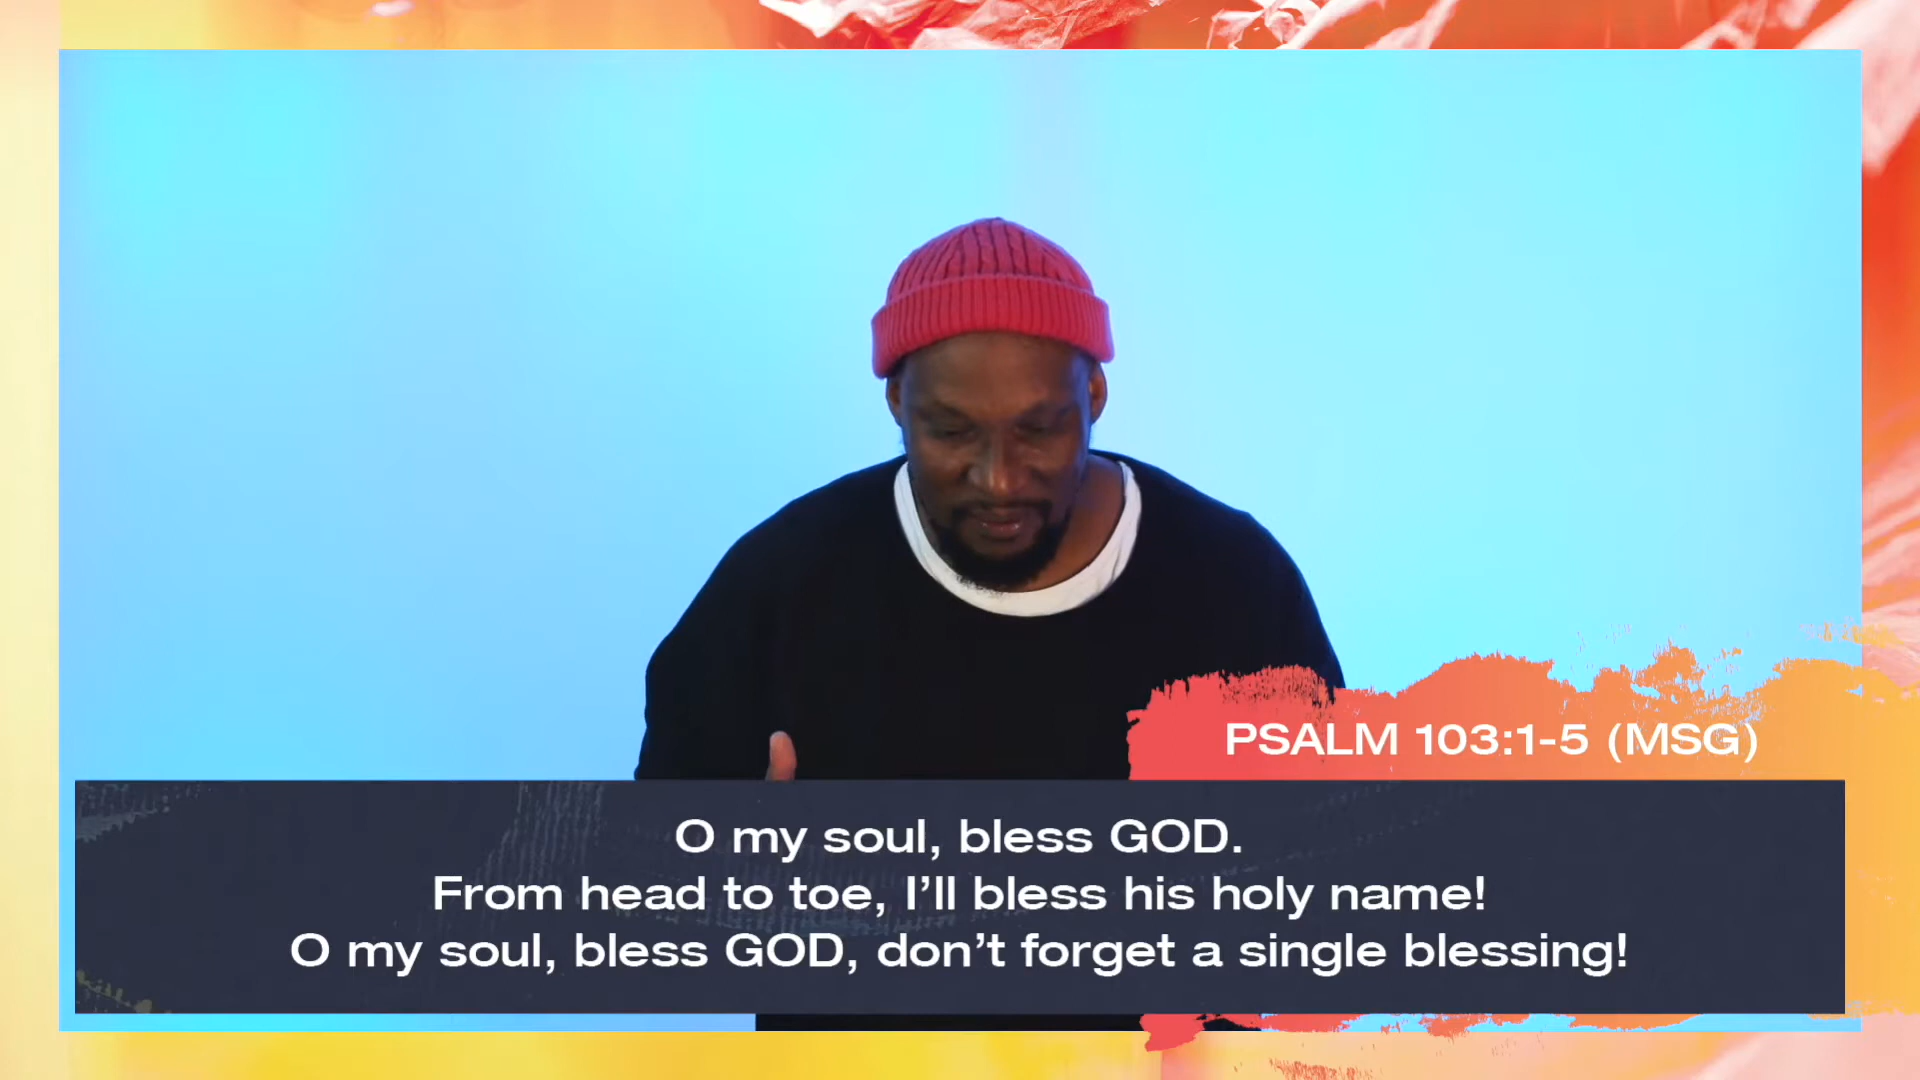 PSALM 103:1-5 (MSG)
O my soul, bless GOD.
From head to toe, I’ll bless his holy name!
O my soul, bless GOD, don’t forget a single blessing!